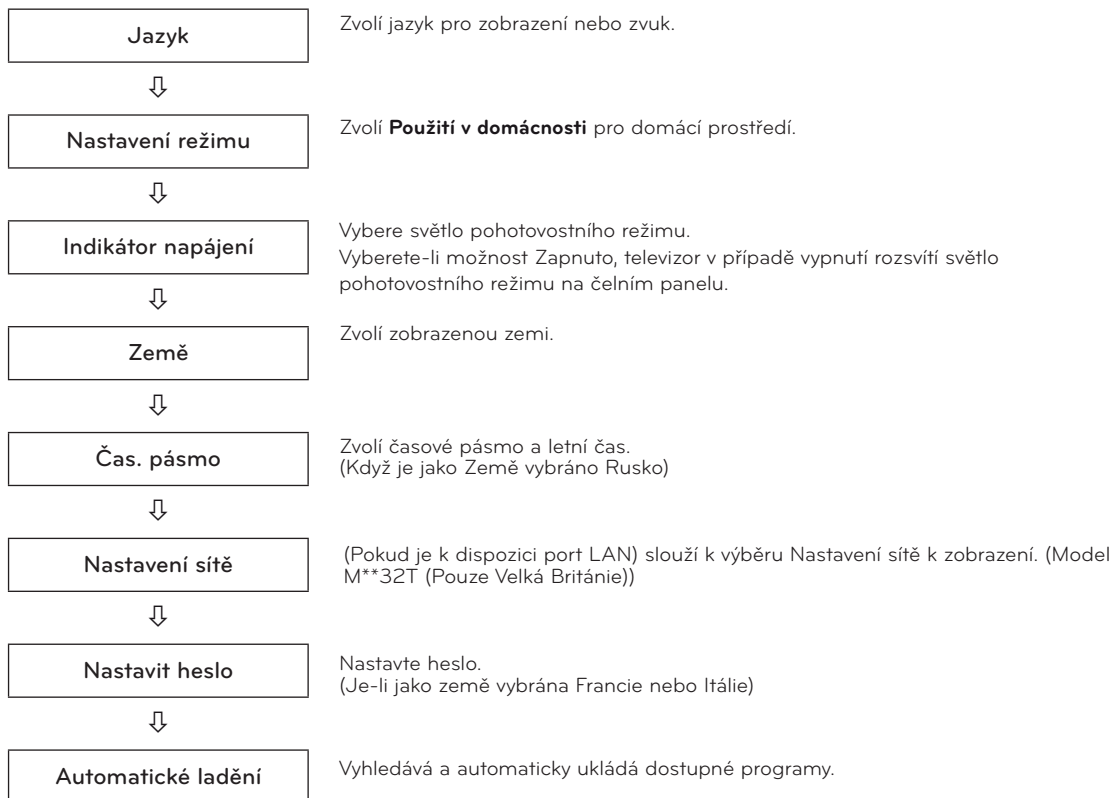 Jazyk
Zvolí jazyk pro zobrazení nebo zvuk.
Nastavení režimu
Zvolí Použití v domácnosti pro domácí prostředí.
Indikátor napájení
Vybere světlo pohotovostního režimu.
Vyberete-li možnost Zapnuto, televizor v případě vypnutí rozsvítí světlo
pohotovostního režimu na čelním panelu.
Země
Zvolí zobrazenou zemi.
Čas. pásmo
Zvolí časové pásmo a letní čas.
(Když je jako Země vybráno Rusko)
Nastavení sítě
(Pokud je k dispozici port LAN) slouží k výběru Nastavení sítě k zobrazení. (Model
M**32T (Pouze Velká Británie))
Nastavit heslo
Nastavte heslo.
(Je-li jako země vybrána Francie nebo Itálie)
Automatické ladění
Vyhledává a automaticky ukládá dostupné programy.